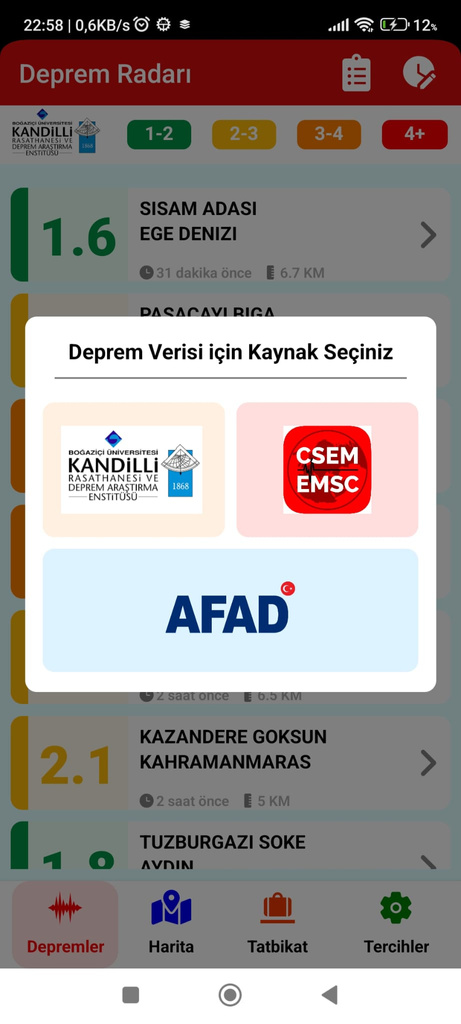 22:58 | 0,6KB/s
12%
Deprem Radarı
BOĞAZİÇİ ÜNİVERSİTESİ
KANDİLLİ
RASATHANESİ VE
DEPREM ARAŞTIRMA
ENSTİTÜSÜ
1868
1-2
2-3
3-4
4+
1.6
SISAM ADASI
EGE DENIZI
31 dakika önce
6.7 KM
PASACAYI BIGA
Deprem Verisi için Kaynak Seçiniz
BOĞAZİÇİ ÜNİVERSİTESİ
KANDİLLİ
RASATHANESİ VE
DEPREM ARAŞTIRMA
ENSTİTÜSÜ
1868
CSEM
EMSC
AFAD
2 saat önce
6.5 KM
2.1
KAZANDERE GOKSUN
KAHRAMANMARAS
2 saat önce
5 KM
1.8
TUZBURGAZI SOKE
AYDIN
Depremler
Harita
Tatbikat
Tercihler